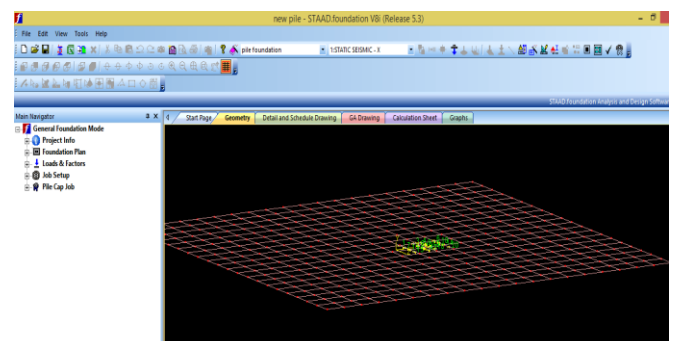 new pile - STAAD.foundation V8i (Release 5.3)
File Edit View Tools Help
pile foundation 1:STATIC SEISMIC - X
STAAD.foundation Analysis and Design Software
Main Navigator
Start Page Geometry Detail and Schedule Drawing GA Drawing Calculation Sheet Graphs
General Foundation Mode
Project Info
Foundation Plan
Loads & Factors
Job Setup
Pile Cap Job